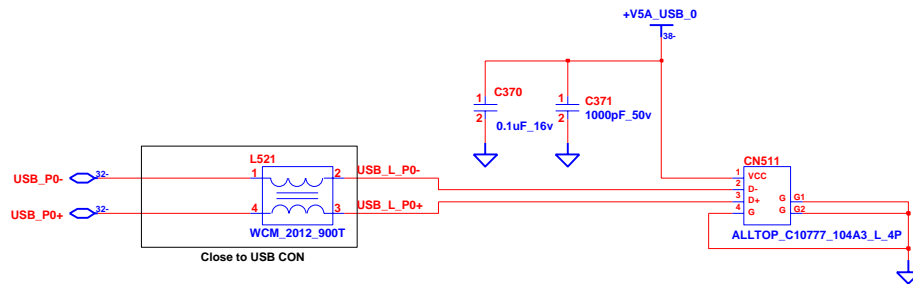 +V5A_USB_0
38-
1
C370
2
0.1uF_16v
1
C371
2
1000pF_50v
L521
USB_P0-
32-
1
2
USB_L_P0-
USB_P0+
32-
4
3
USB_L_P0+
WCM_2012_900T
Close to USB CON
CN511
1
VCC
2
D-
3
D+
G
G1
4
G
G
G2
ALLTOP_C10777_104A3_L_4P